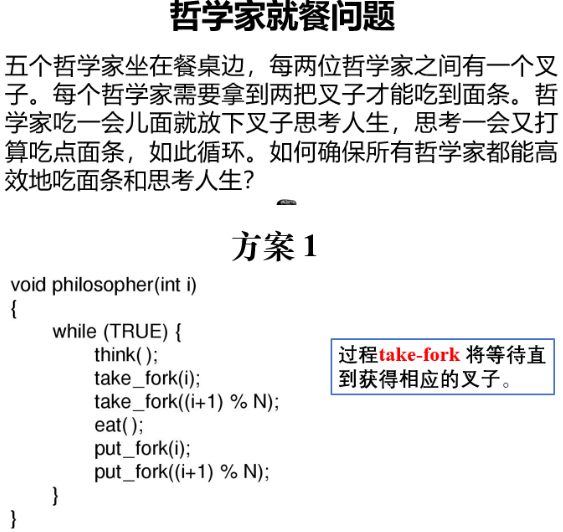 哲学家就餐问题
五个哲学家坐在餐桌边，每两位哲学家之间有一个叉
子。每个哲学家需要拿到两把叉子才能吃到面条。哲
学家吃一会儿面就放下叉子思考人生，思考一会又打
算吃点面条，如此循环。如何确保所有哲学家都能高
效地吃面条和思考人生？
方案 1
void philosopher(int i)
{
while (TRUE) {
think( );
take_fork(i);
take_fork((i+1) % N);
eat( );
put_fork(i);
put_fork((i+1) % N);
}
}
过程take-fork 将等待直
到获得相应的叉子。